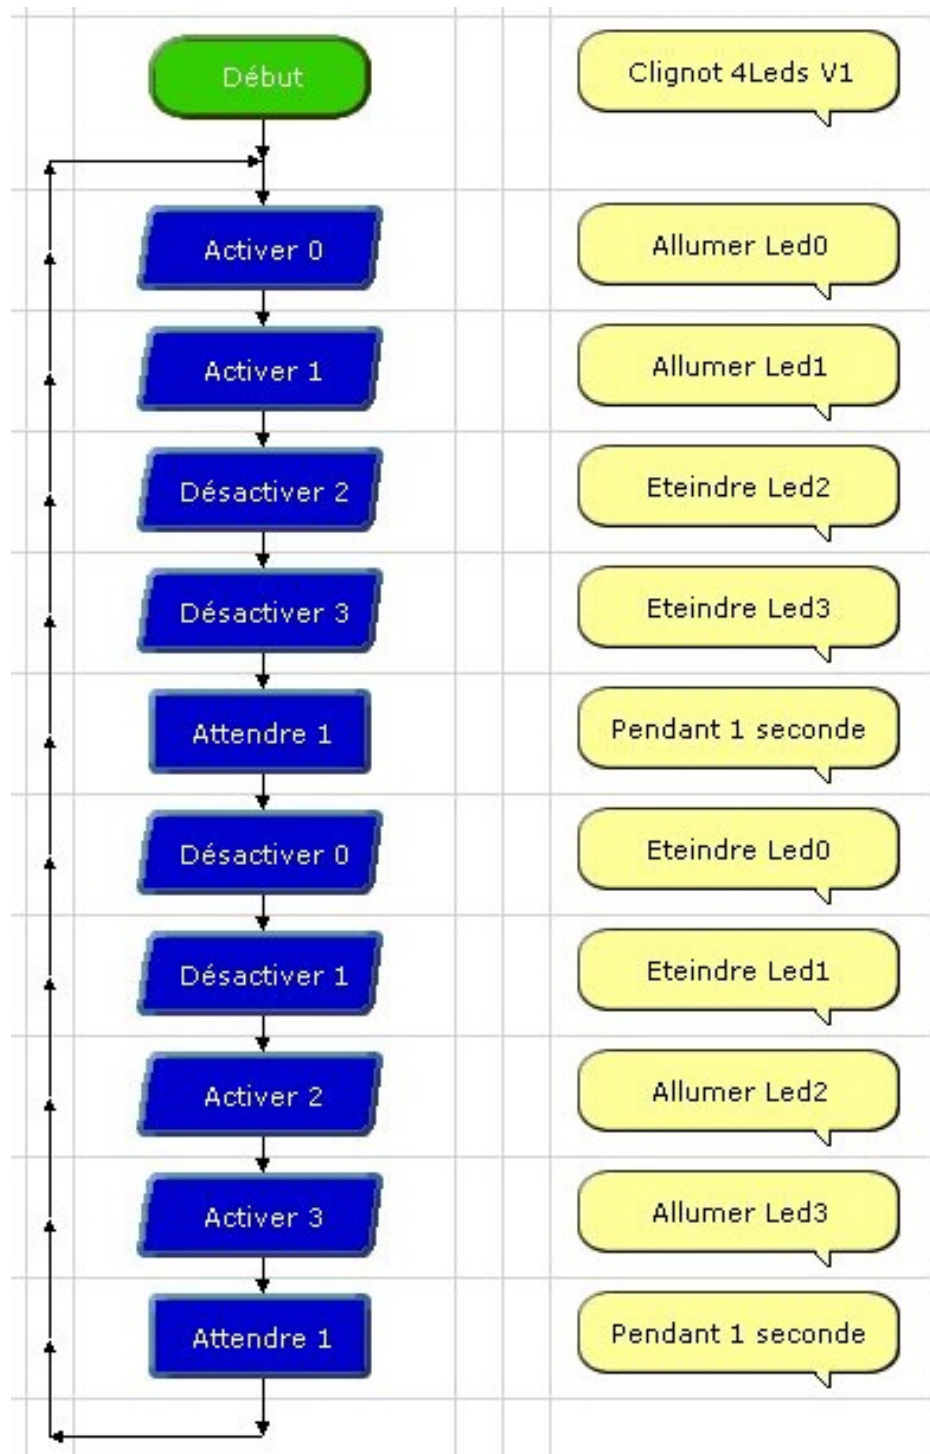 Début
Clignot 4Leds V1
Activer 0
Allumer Led0
Activer 1
Allumer Led1
Désactiver 2
Eteindre Led2
Désactiver 3
Eteindre Led3
Attendre 1
Pendant 1 seconde
Désactiver 0
Eteindre Led0
Désactiver 1
Eteindre Led1
Activer 2
Allumer Led2
Activer 3
Allumer Led3
Attendre 1
Pendant 1 seconde